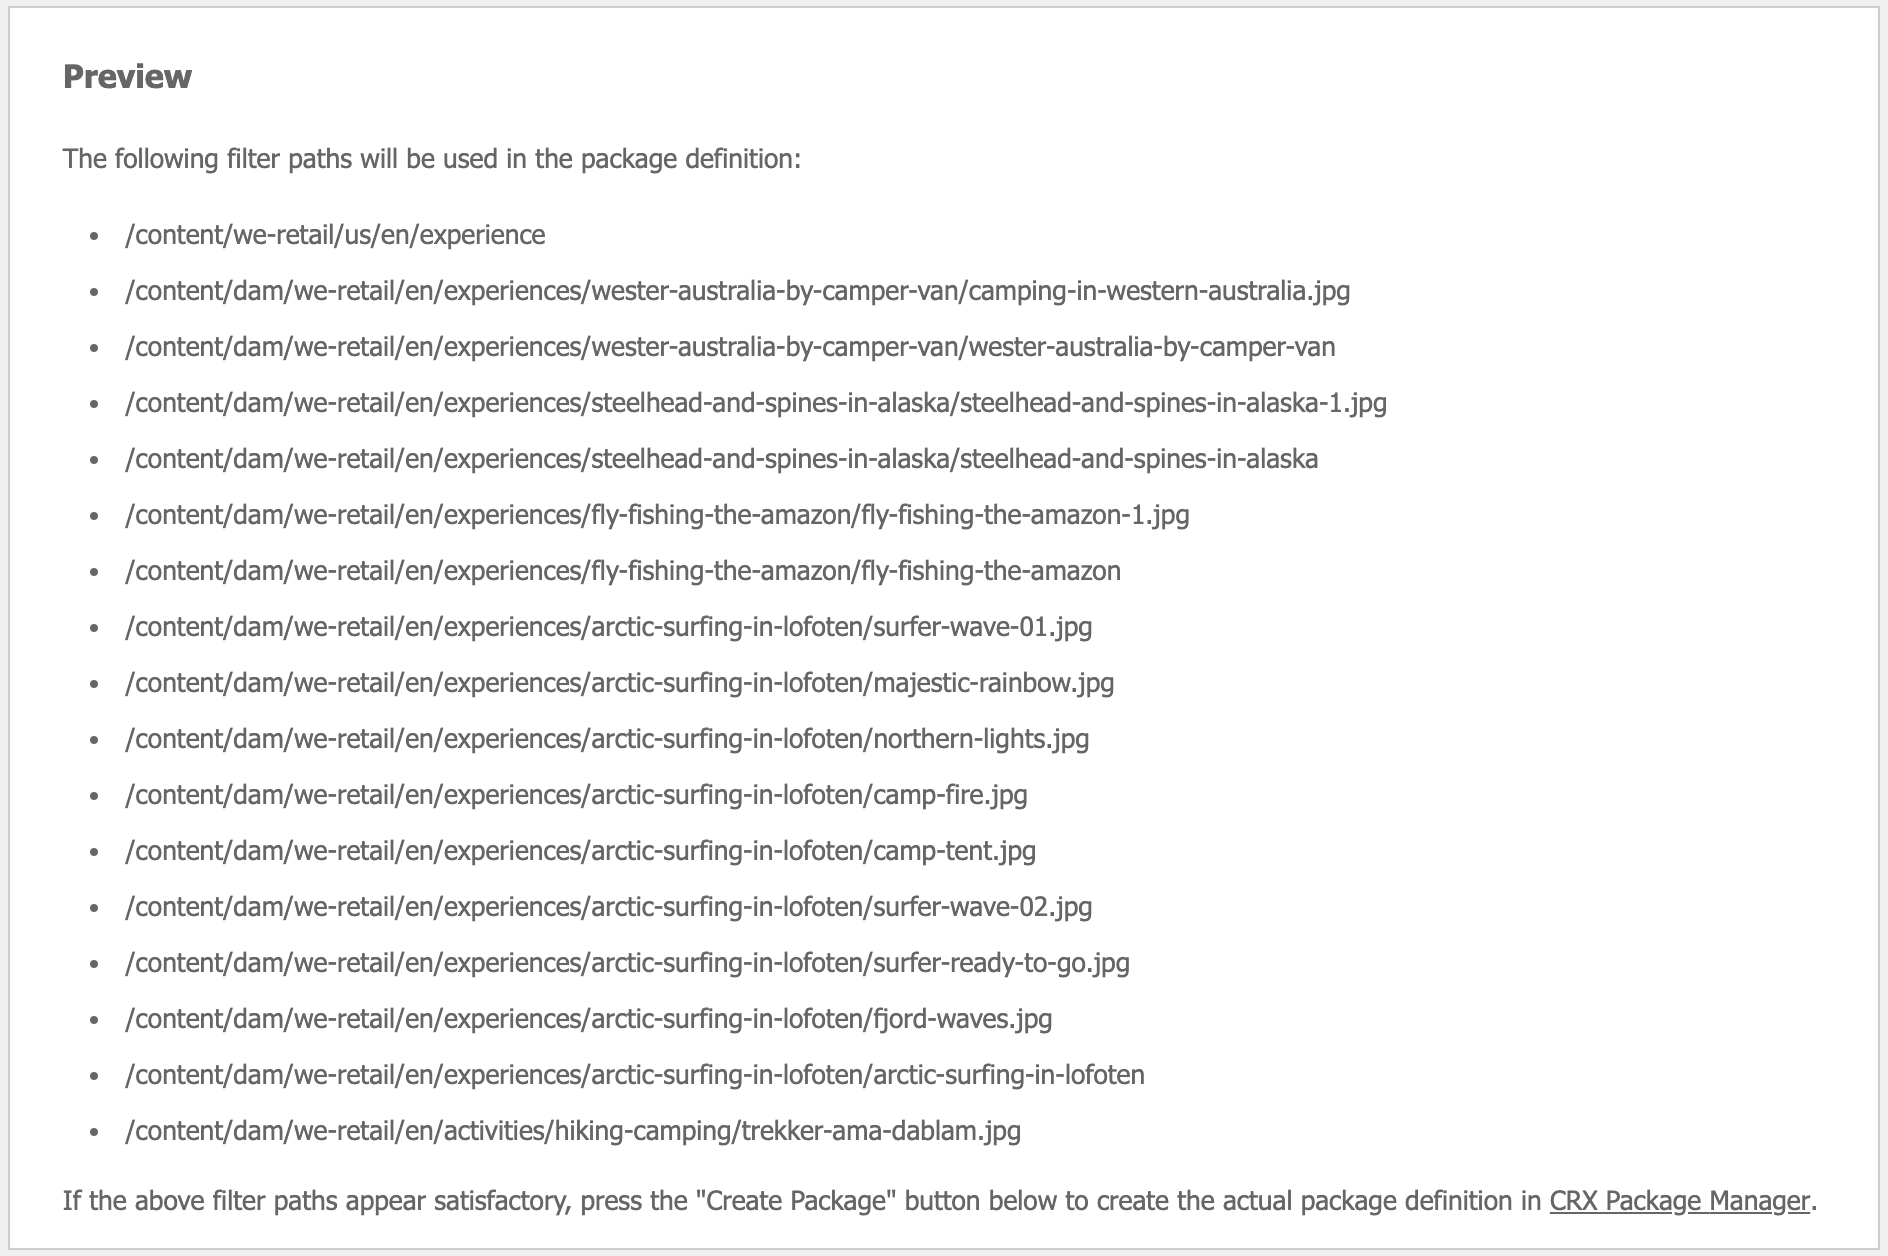 Preview
The following filter paths will be used in the package definition:
• /content/we-retail/us/en/experience
• /content/dam/we-retail/en/experiences/wester-australia-by-camper-van/camping-in-western-australia.jpg
• /content/dam/we-retail/en/experiences/wester-australia-by-camper-van/wester-australia-by-camper-van
• /content/dam/we-retail/en/experiences/steelhead-and-spines-in-alaska/steelhead-and-spines-in-alaska-1.jpg
• /content/dam/we-retail/en/experiences/steelhead-and-spines-in-alaska/steelhead-and-spines-in-alaska
• /content/dam/we-retail/en/experiences/fly-fishing-the-amazon/fly-fishing-the-amazon-1.jpg
• /content/dam/we-retail/en/experiences/fly-fishing-the-amazon/fly-fishing-the-amazon
• /content/dam/we-retail/en/experiences/arctic-surfing-in-lofoten/surfer-wave-01.jpg
• /content/dam/we-retail/en/experiences/arctic-surfing-in-lofoten/majestic-rainbow.jpg
• /content/dam/we-retail/en/experiences/arctic-surfing-in-lofoten/northern-lights.jpg
• /content/dam/we-retail/en/experiences/arctic-surfing-in-lofoten/camp-fire.jpg
• /content/dam/we-retail/en/experiences/arctic-surfing-in-lofoten/camp-tent.jpg
• /content/dam/we-retail/en/experiences/arctic-surfing-in-lofoten/surfer-wave-02.jpg
• /content/dam/we-retail/en/experiences/arctic-surfing-in-lofoten/surfer-ready-to-go.jpg
• /content/dam/we-retail/en/experiences/arctic-surfing-in-lofoten/fjord-waves.jpg
• /content/dam/we-retail/en/experiences/arctic-surfing-in-lofoten/arctic-surfing-in-lofoten
• /content/dam/we-retail/en/activities/hiking-camping/trekker-ama-dablam.jpg
If the above filter paths appear satisfactory, press the "Create Package" button below to create the actual package definition in CRX Package Manager.